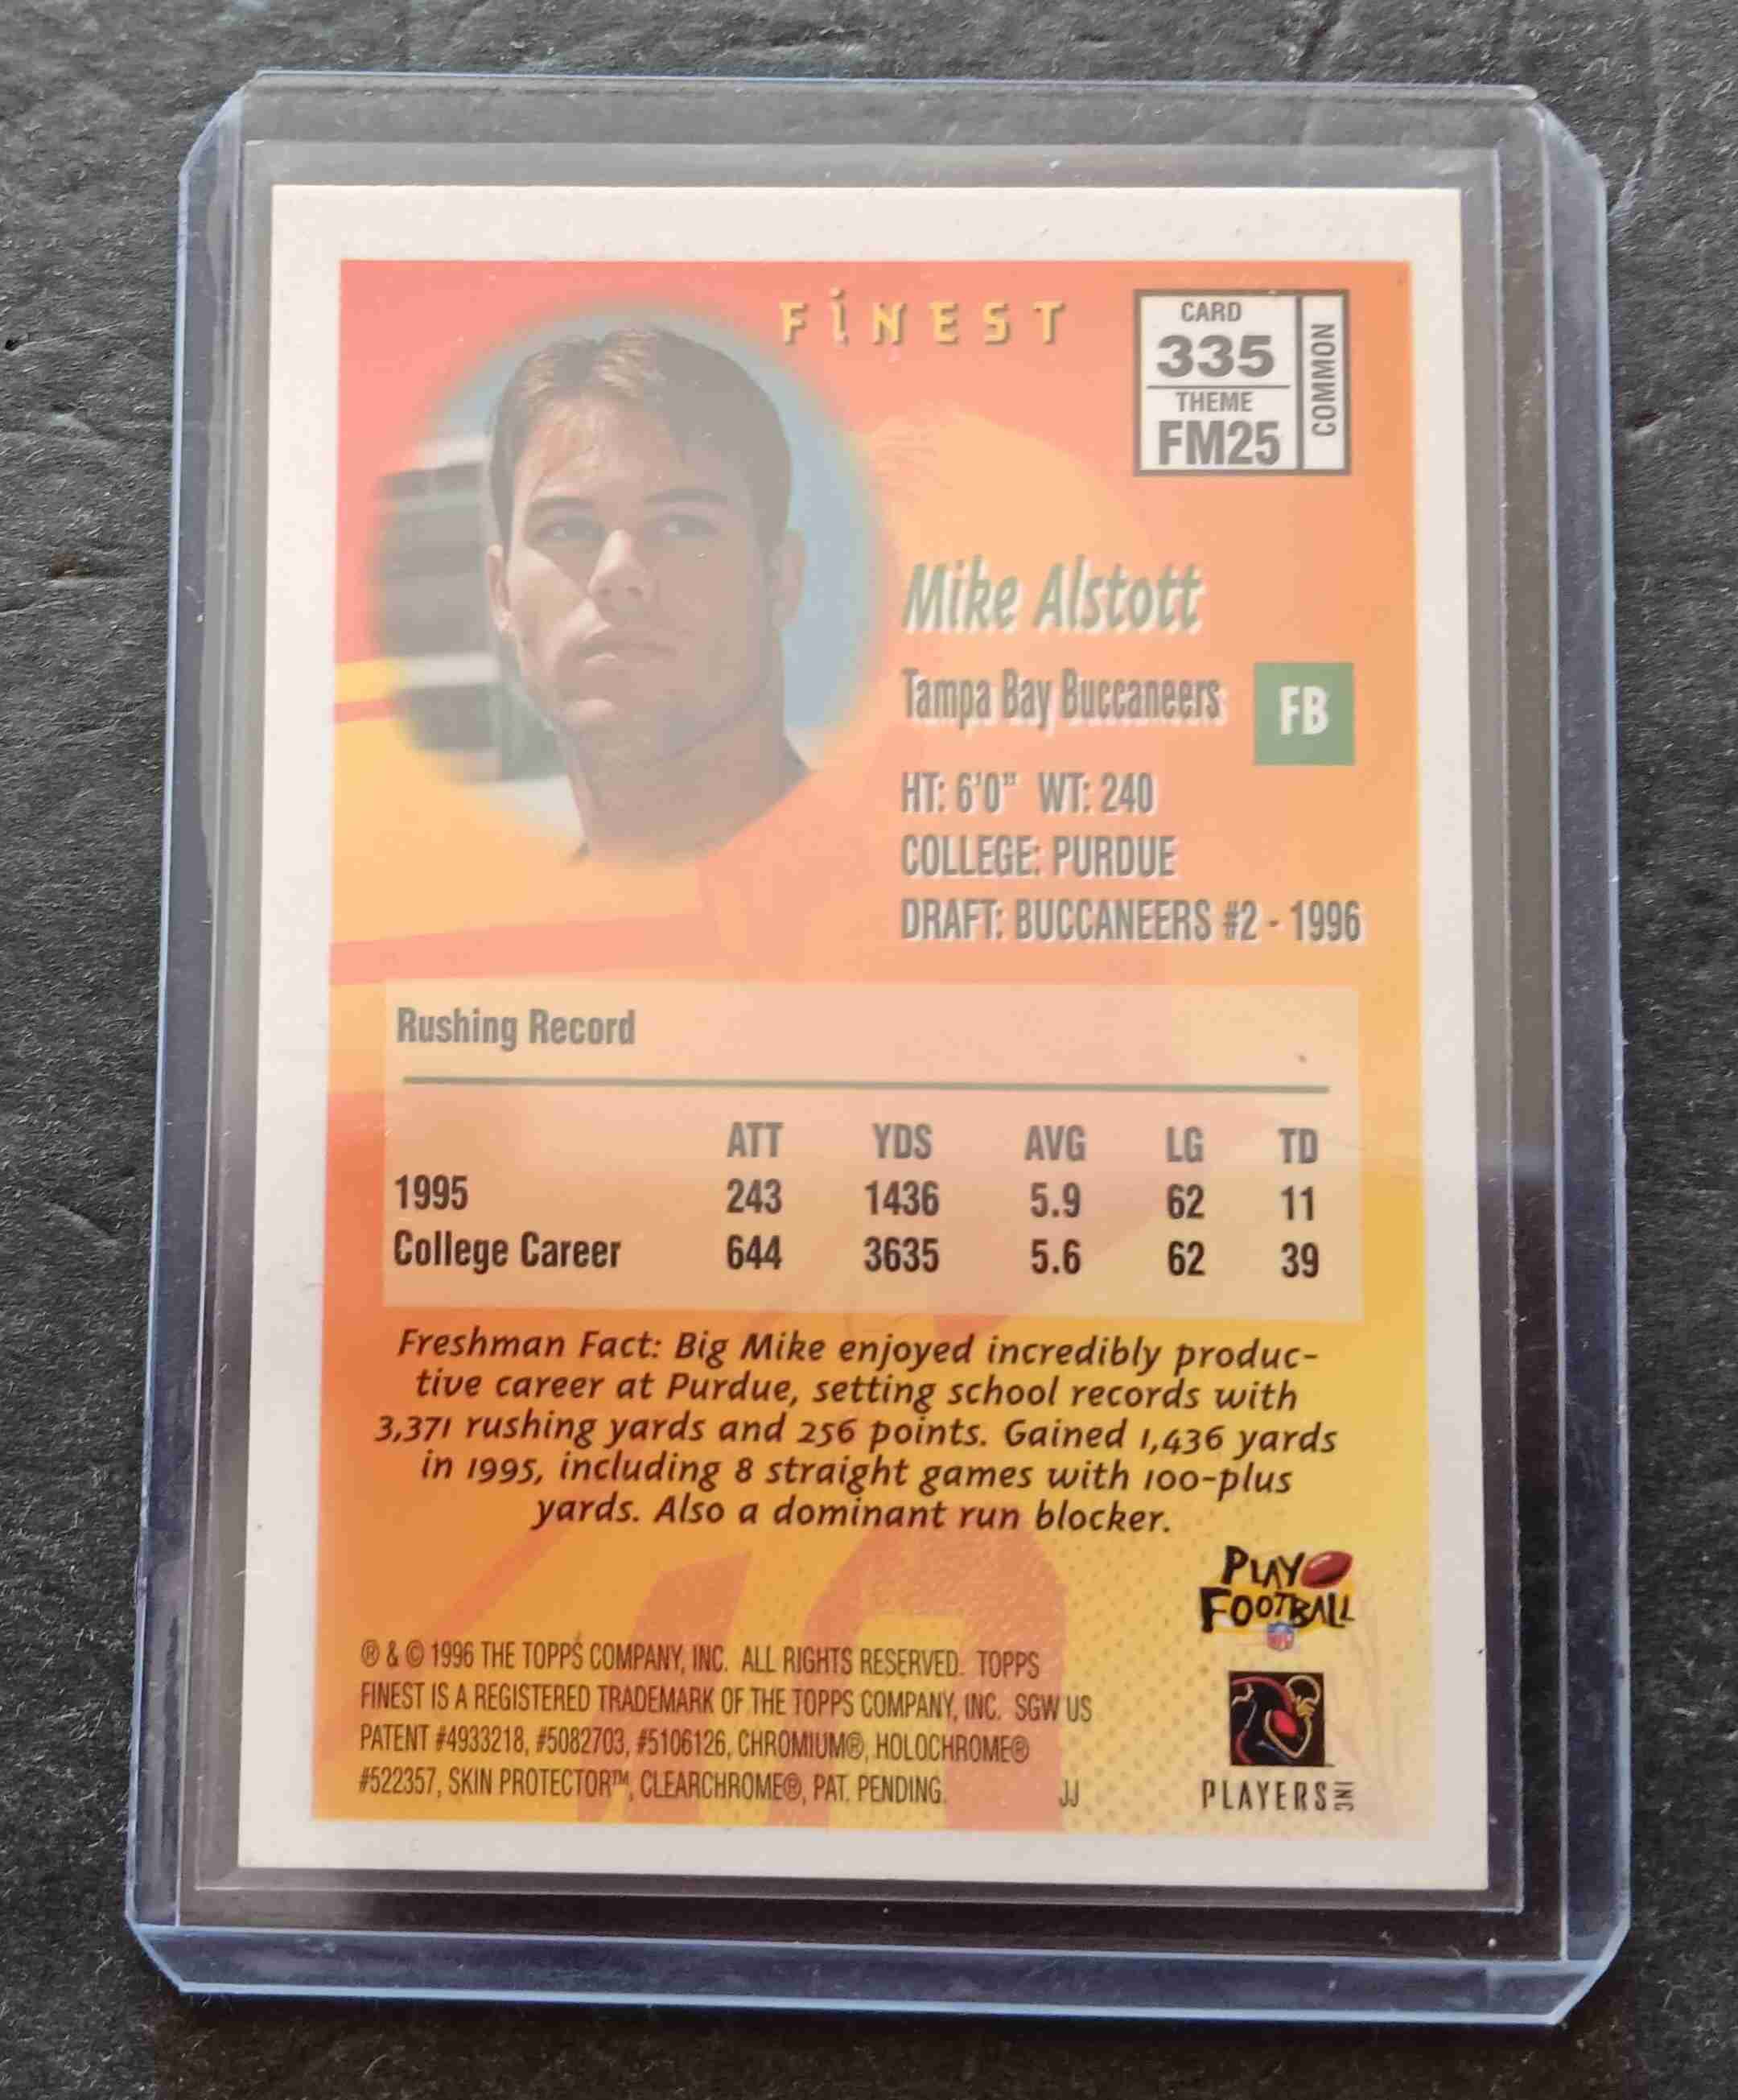 FiNEST
CARD
335
THEME
FM25
COMMON
Mike Alstott
Tampa Bay Buccaneers FB
HT: 6'0" WT: 240
COLLEGE: PURDUE
DRAFT: BUCCANEERS #2 - 1996
Rushing Record
ATT YDS AVG LG TD
1995 243 1436 5.9 62 11
College Career 644 3635 5.6 62 39
Freshman Fact: Big Mike enjoyed incredibly produc-
tive career at Purdue, setting school records with
3,371 rushing yards and 256 points. Gained 1,436 yards
in 1995, including 8 straight games with 100-plus
yards. Also a dominant run blocker.
PLAY
FOOTBALL
NFL
® & © 1996 THE TOPPS COMPANY, INC. ALL RIGHTS RESERVED. TOPPS
FINEST IS A REGISTERED TRADEMARK OF THE TOPPS COMPANY, INC. SGW US
PATENT #4933218, #5082703, #5106126, CHROMIUM®, HOLOCHROME®
#522357, SKIN PROTECTOR™, CLEARCHROME®, PAT. PENDING. JJ
PLAYERS INC